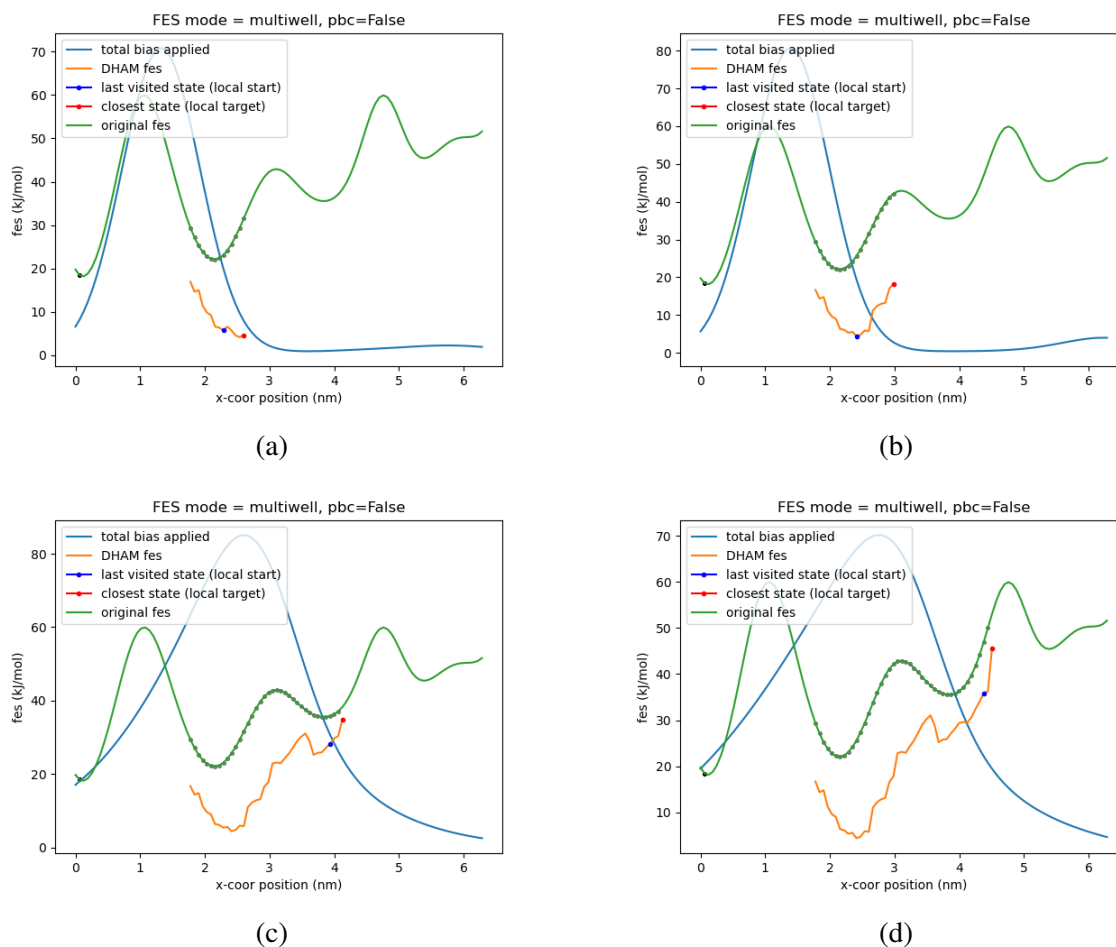 FES mode = multiwell, pbc=False
70
60
50
40
30
20
10
0
fes (kJ/mol)
total bias applied
DHAM fes
last visited state (local start)
closest state (local target)
original fes
0 1 2 3 4 5 6
x-coor position (nm)
(a)
FES mode = multiwell, pbc=False
80
70
60
50
40
30
20
10
0
fes (kJ/mol)
total bias applied
DHAM fes
last visited state (local start)
closest state (local target)
original fes
0 1 2 3 4 5 6
x-coor position (nm)
(b)
FES mode = multiwell, pbc=False
80
60
40
20
0
fes (kJ/mol)
total bias applied
DHAM fes
last visited state (local start)
closest state (local target)
original fes
0 1 2 3 4 5 6
x-coor position (nm)
(c)
FES mode = multiwell, pbc=False
70
60
50
40
30
20
10
fes (kJ/mol)
total bias applied
DHAM fes
last visited state (local start)
closest state (local target)
original fes
0 1 2 3 4 5 6
x-coor position (nm)
(d)